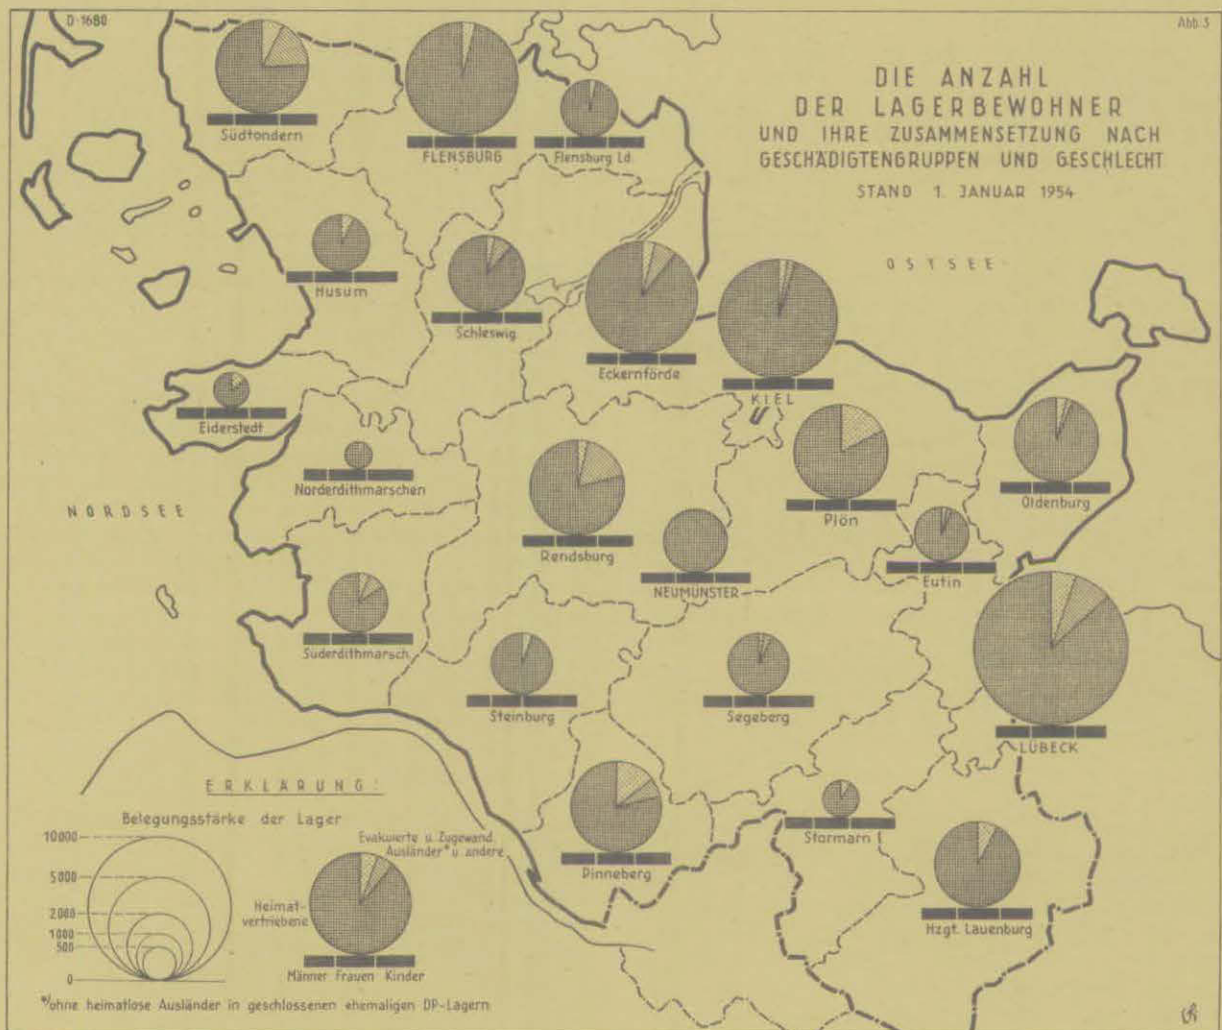 D-1680
Abb. 3
DIE ANZAHL
DER LAGERBEWOHNER
UND IHRE ZUSAMMENSETZUNG NACH
GESCHÄDIGTENGRUPPEN UND GESCHLECHT
STAND 1. JANUAR 1954
Südtondern
FLENSBURG
Flensburg Ld.
Husum
Schleswig
OSTSEE
Eckernförde
KIEL
Eiderstedt
Norderdithmarschen
NORDSEE
Rendsburg
Plön
Oldenburg
NEUMÜNSTER
Eutin
Süderdithmarsch.
Steinburg
Segeberg
LÜBECK
Pinneberg
Stormarn
Hzgt. Lauenburg
ERKLÄRUNG:
Belegungsstärke der Lager
10000
5000
2000
1000
500
0
Evakuierte u. Zugewand.
Ausländer* u. andere
Heimat-
vertriebene
Männer Frauen Kinder
*/ohne heimatlose Ausländer in geschlossenen ehemaligen DP-Lagern